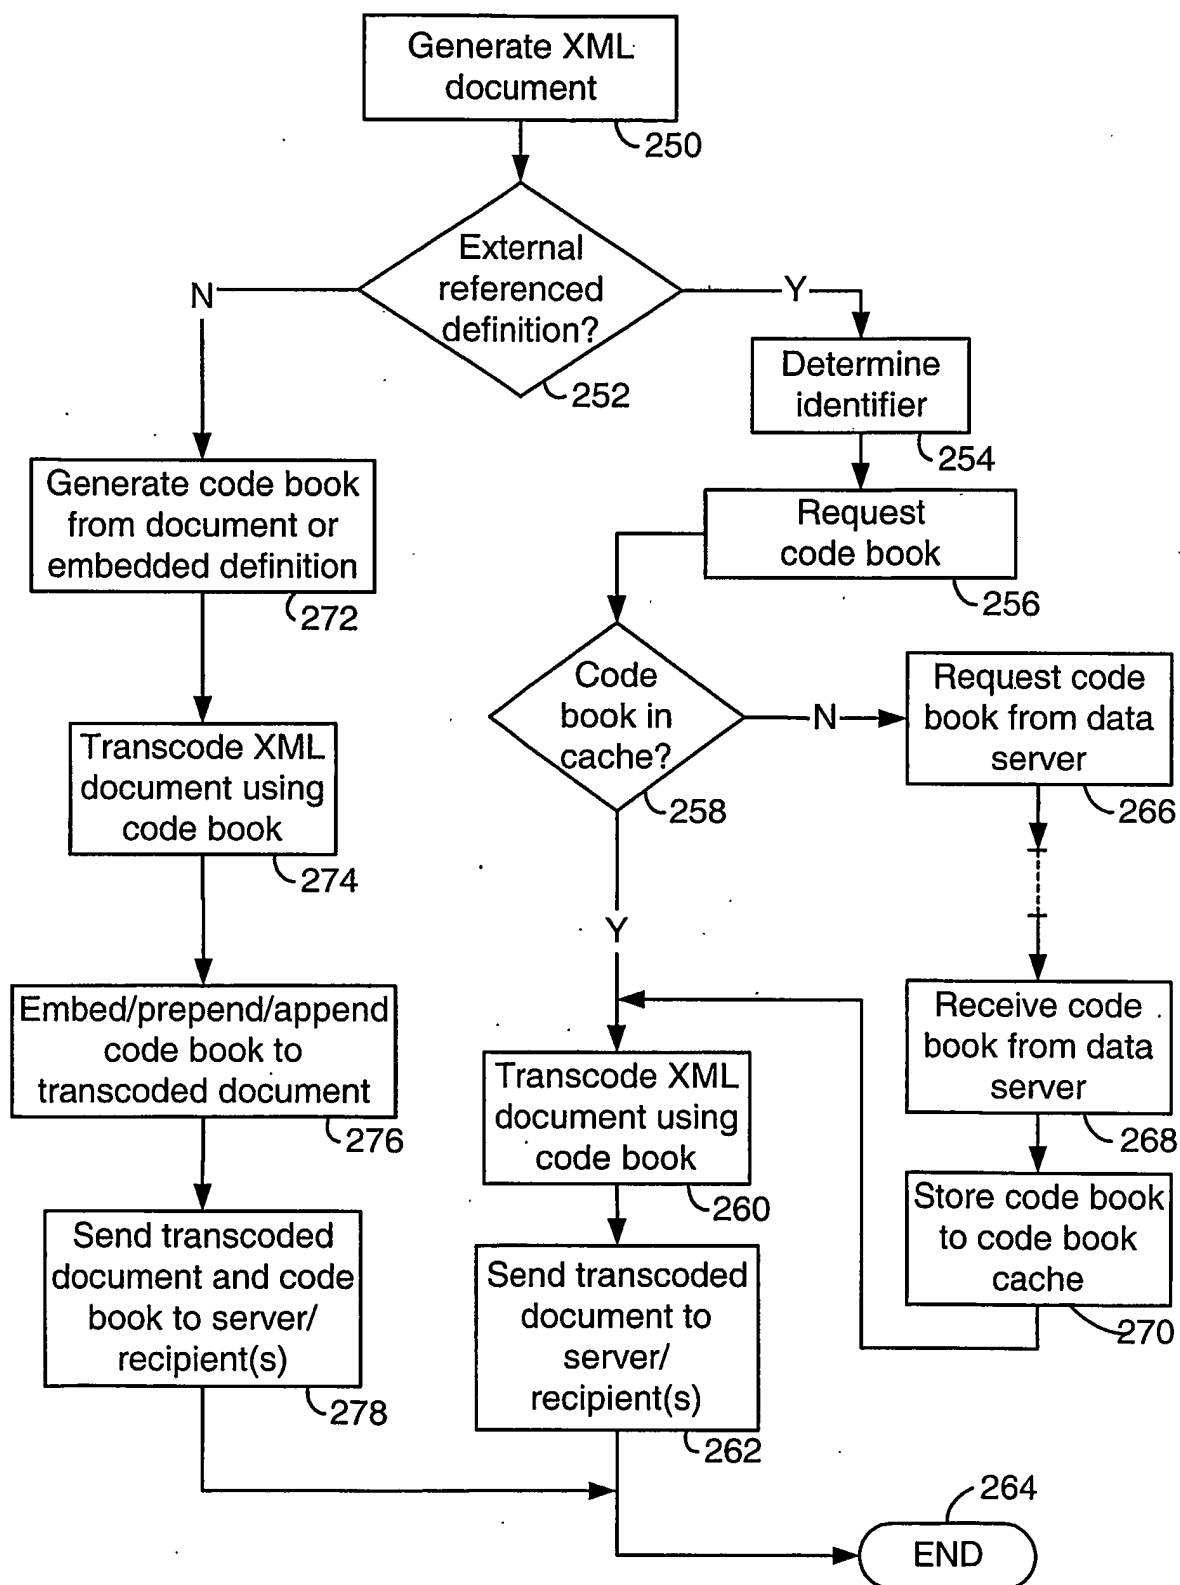 Generate XML
document
250
External
referenced
definition?
252
N
Y
Determine
identifier
254
Request
code book
256
Generate code book
from document or
embedded definition
272
Code
book in
cache?
258
N
Request code
book from data
server
266
Transcode XML
document using
code book
274
Y
Embed/prepend/append
code book to
transcoded document
276
Receive code
book from data
server
268
Transcode XML
document using
code book
260
Store code book
to code book
cache
270
Send transcoded
document and code
book to server/
recipient(s)
278
Send transcoded
document to
server/
recipient(s)
262
264
END